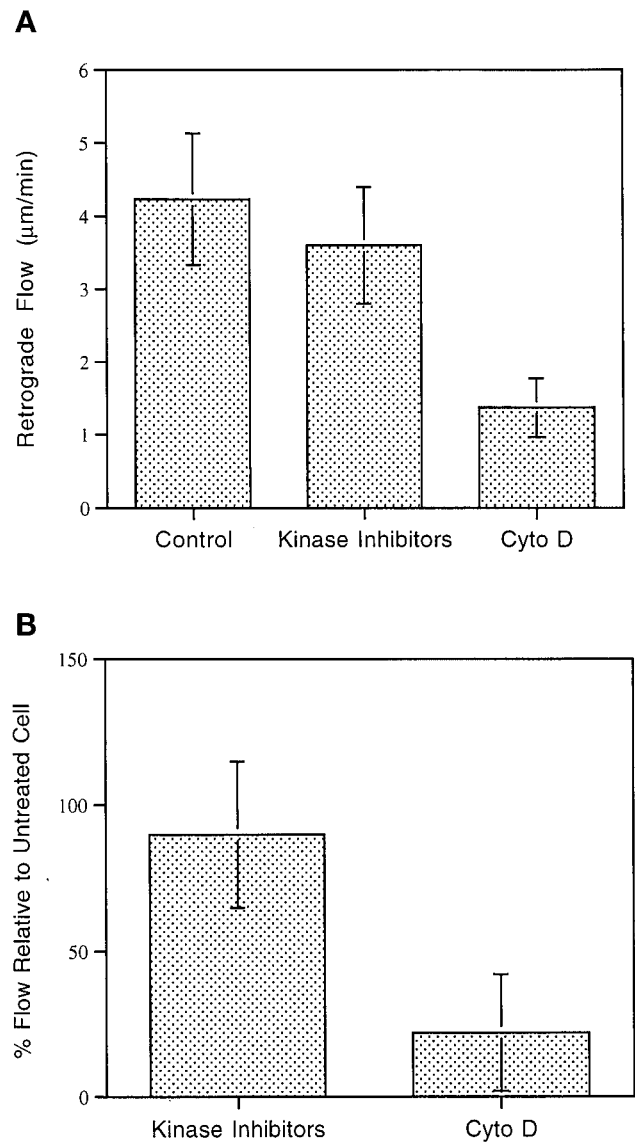 A
Retrograde Flow (µm/min)
6
5
4
3
2
1
0
Control Kinase Inhibitors Cyto D
B
% Flow Relative to Untreated Cell
150
100
50
0
Kinase Inhibitors Cyto D